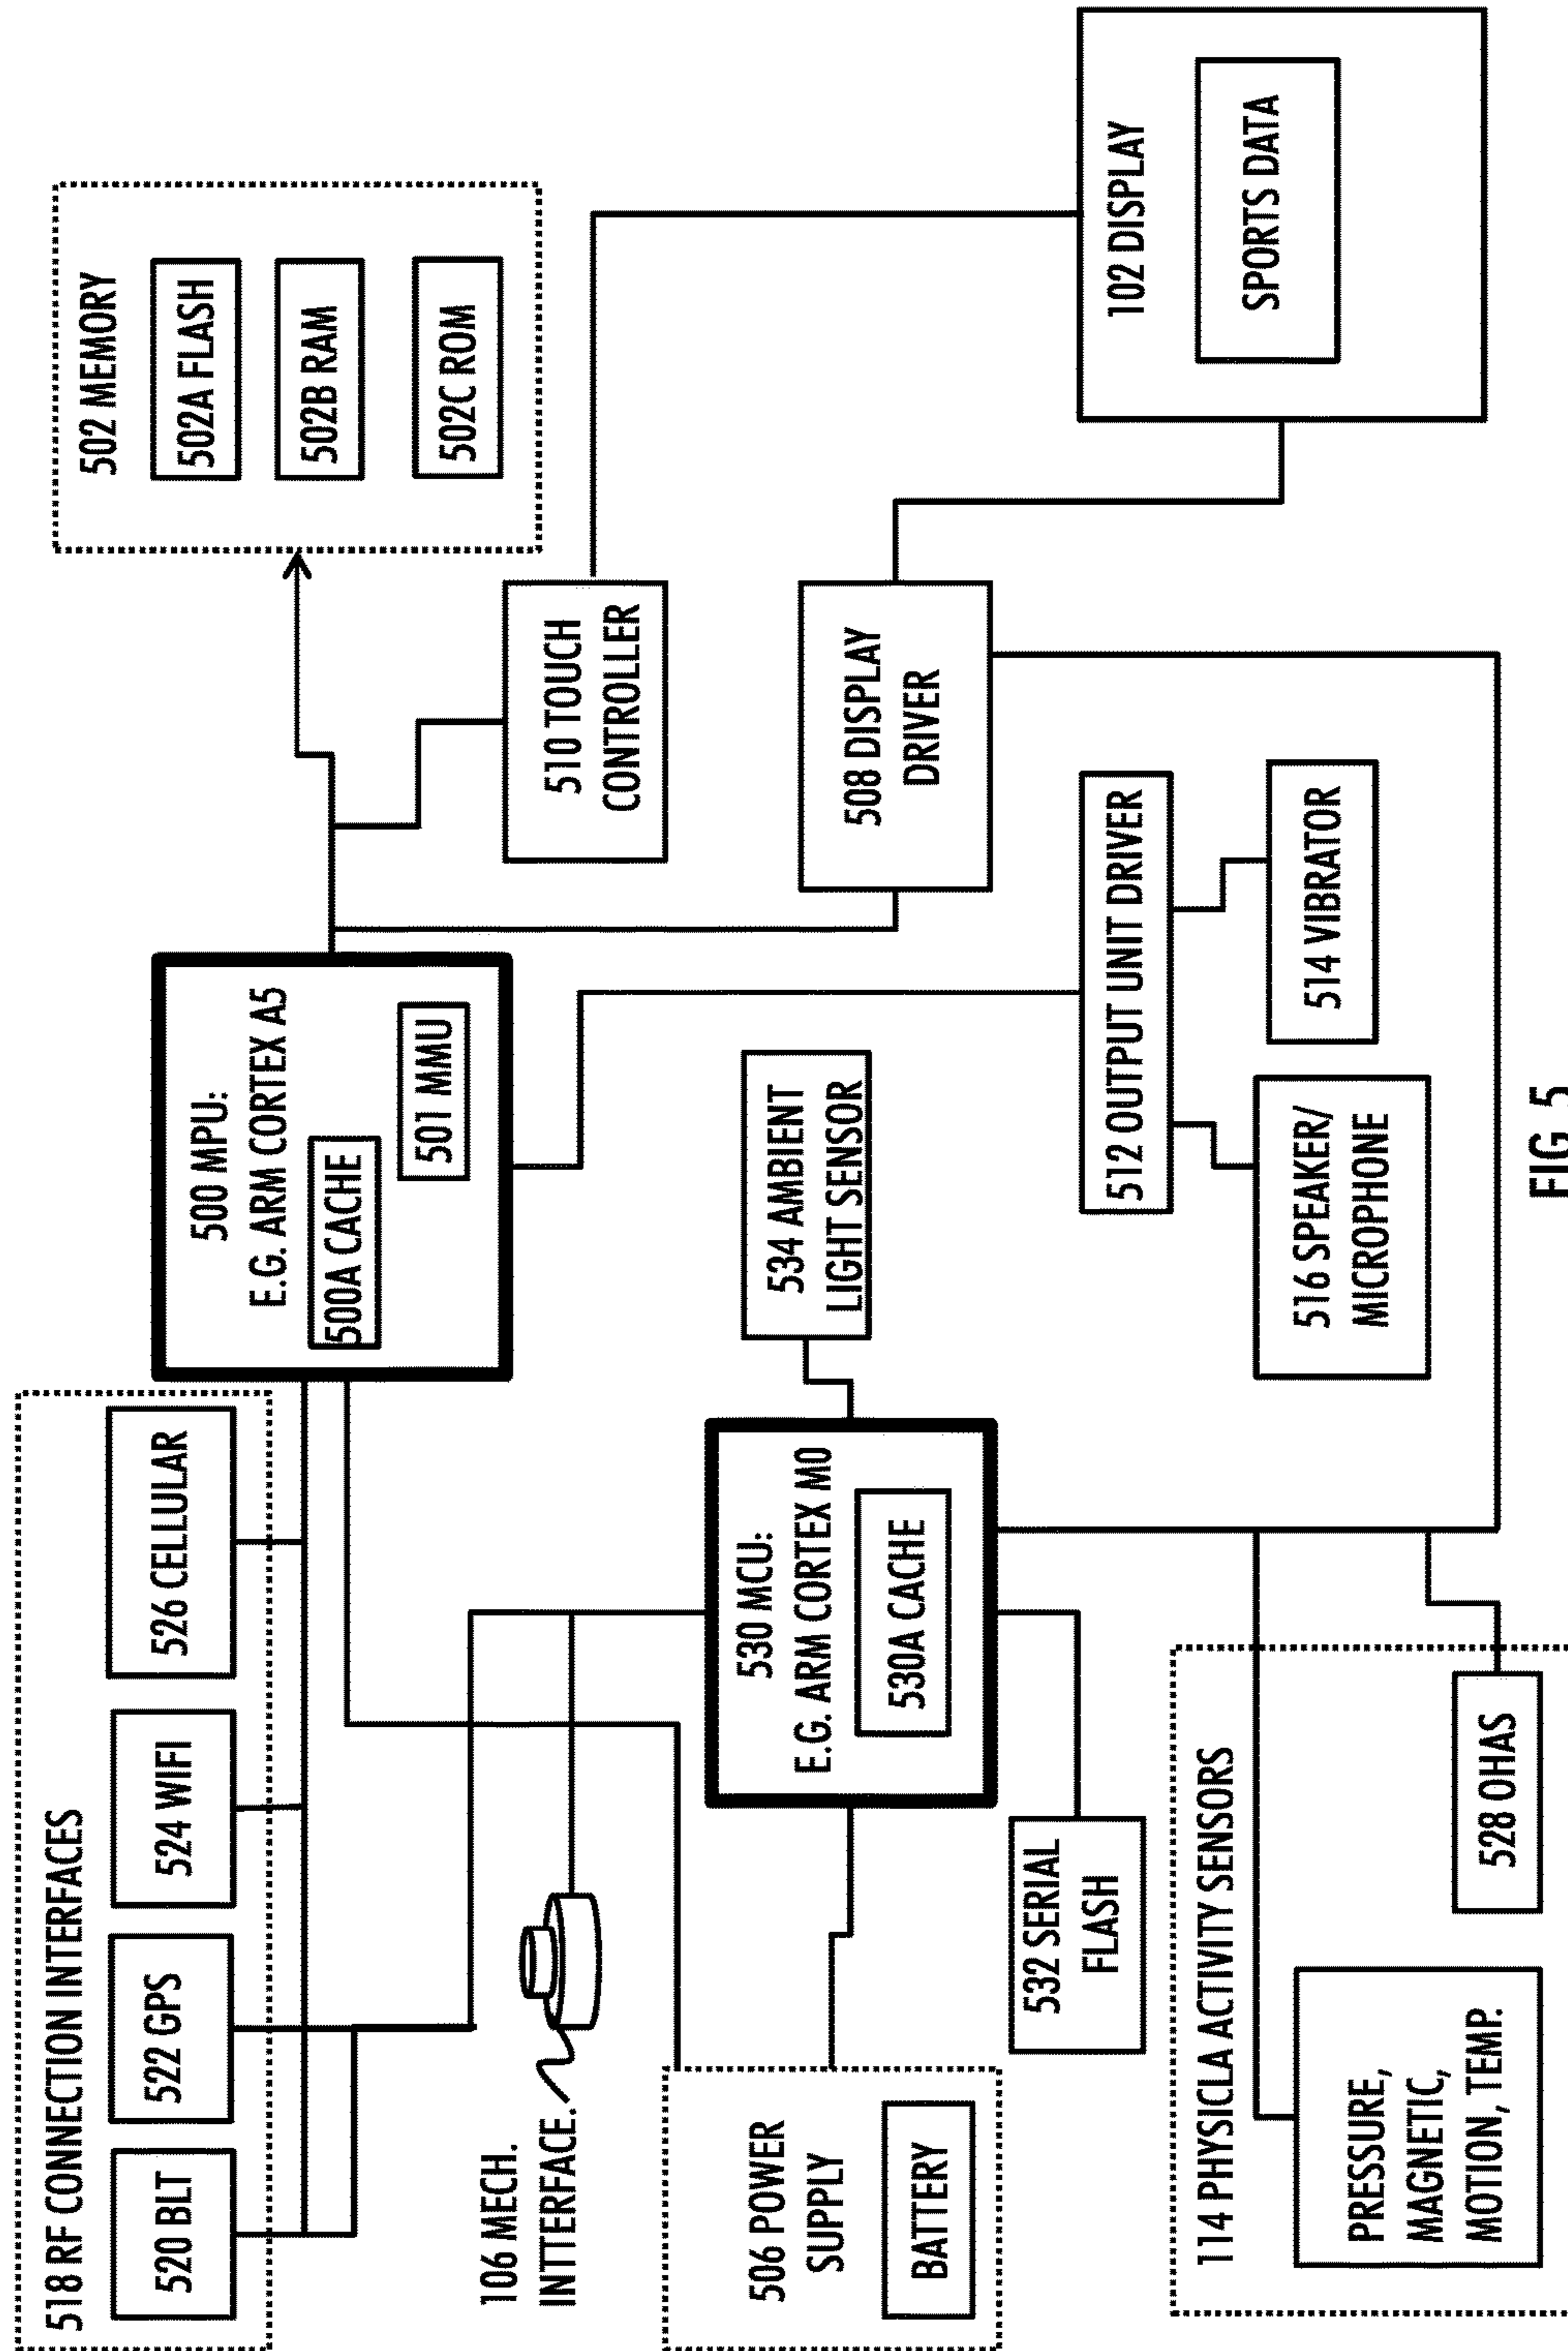 518 RF CONNECTION INTERFACES
520 BLT
522 GPS
524 WIFI
526 CELLULAR
500 MPU:
E.G. ARM CORTEX A5
500A CACHE
501 MMU
502 MEMORY
502A FLASH
502B RAM
502C ROM
106 MECH.
INTTERFACE.
510 TOUCH
CONTROLLER
506 POWER
SUPPLY
BATTERY
530 MCU:
E.G. ARM CORTEX M0
530A CACHE
534 AMBIENT
LIGHT SENSOR
508 DISPLAY
DRIVER
532 SERIAL
FLASH
512 OUTPUT UNIT DRIVER
516 SPEAKER/
MICROPHONE
514 VIBRATOR
102 DISPLAY
SPORTS DATA
114 PHYSICLA ACTIVITY SENSORS
PRESSURE,
MAGNETIC,
MOTION, TEMP.
528 OHAS
FIG. 5